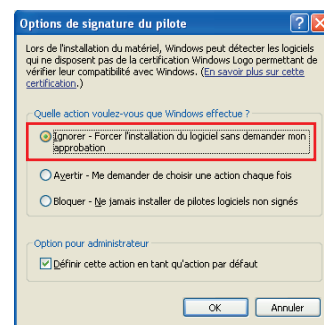 Options de signature du pilote
Lors de l'installation du matériel, Windows peut détecter les logiciels
qui ne disposent pas de la certification Windows Logo permettant de
vérifier leur compatibilité avec Windows. (En savoir plus sur cette
certification.)
Quelle action voulez-vous que Windows effectue ?
Ignorer - Forcer l'installation du logiciel sans demander mon
approbation
Avertir - Me demander de choisir une action chaque fois
Bloquer - Ne jamais installer de pilotes logiciels non signés
Option pour administrateur
Définir cette action en tant qu'action par défaut
OK Annuler